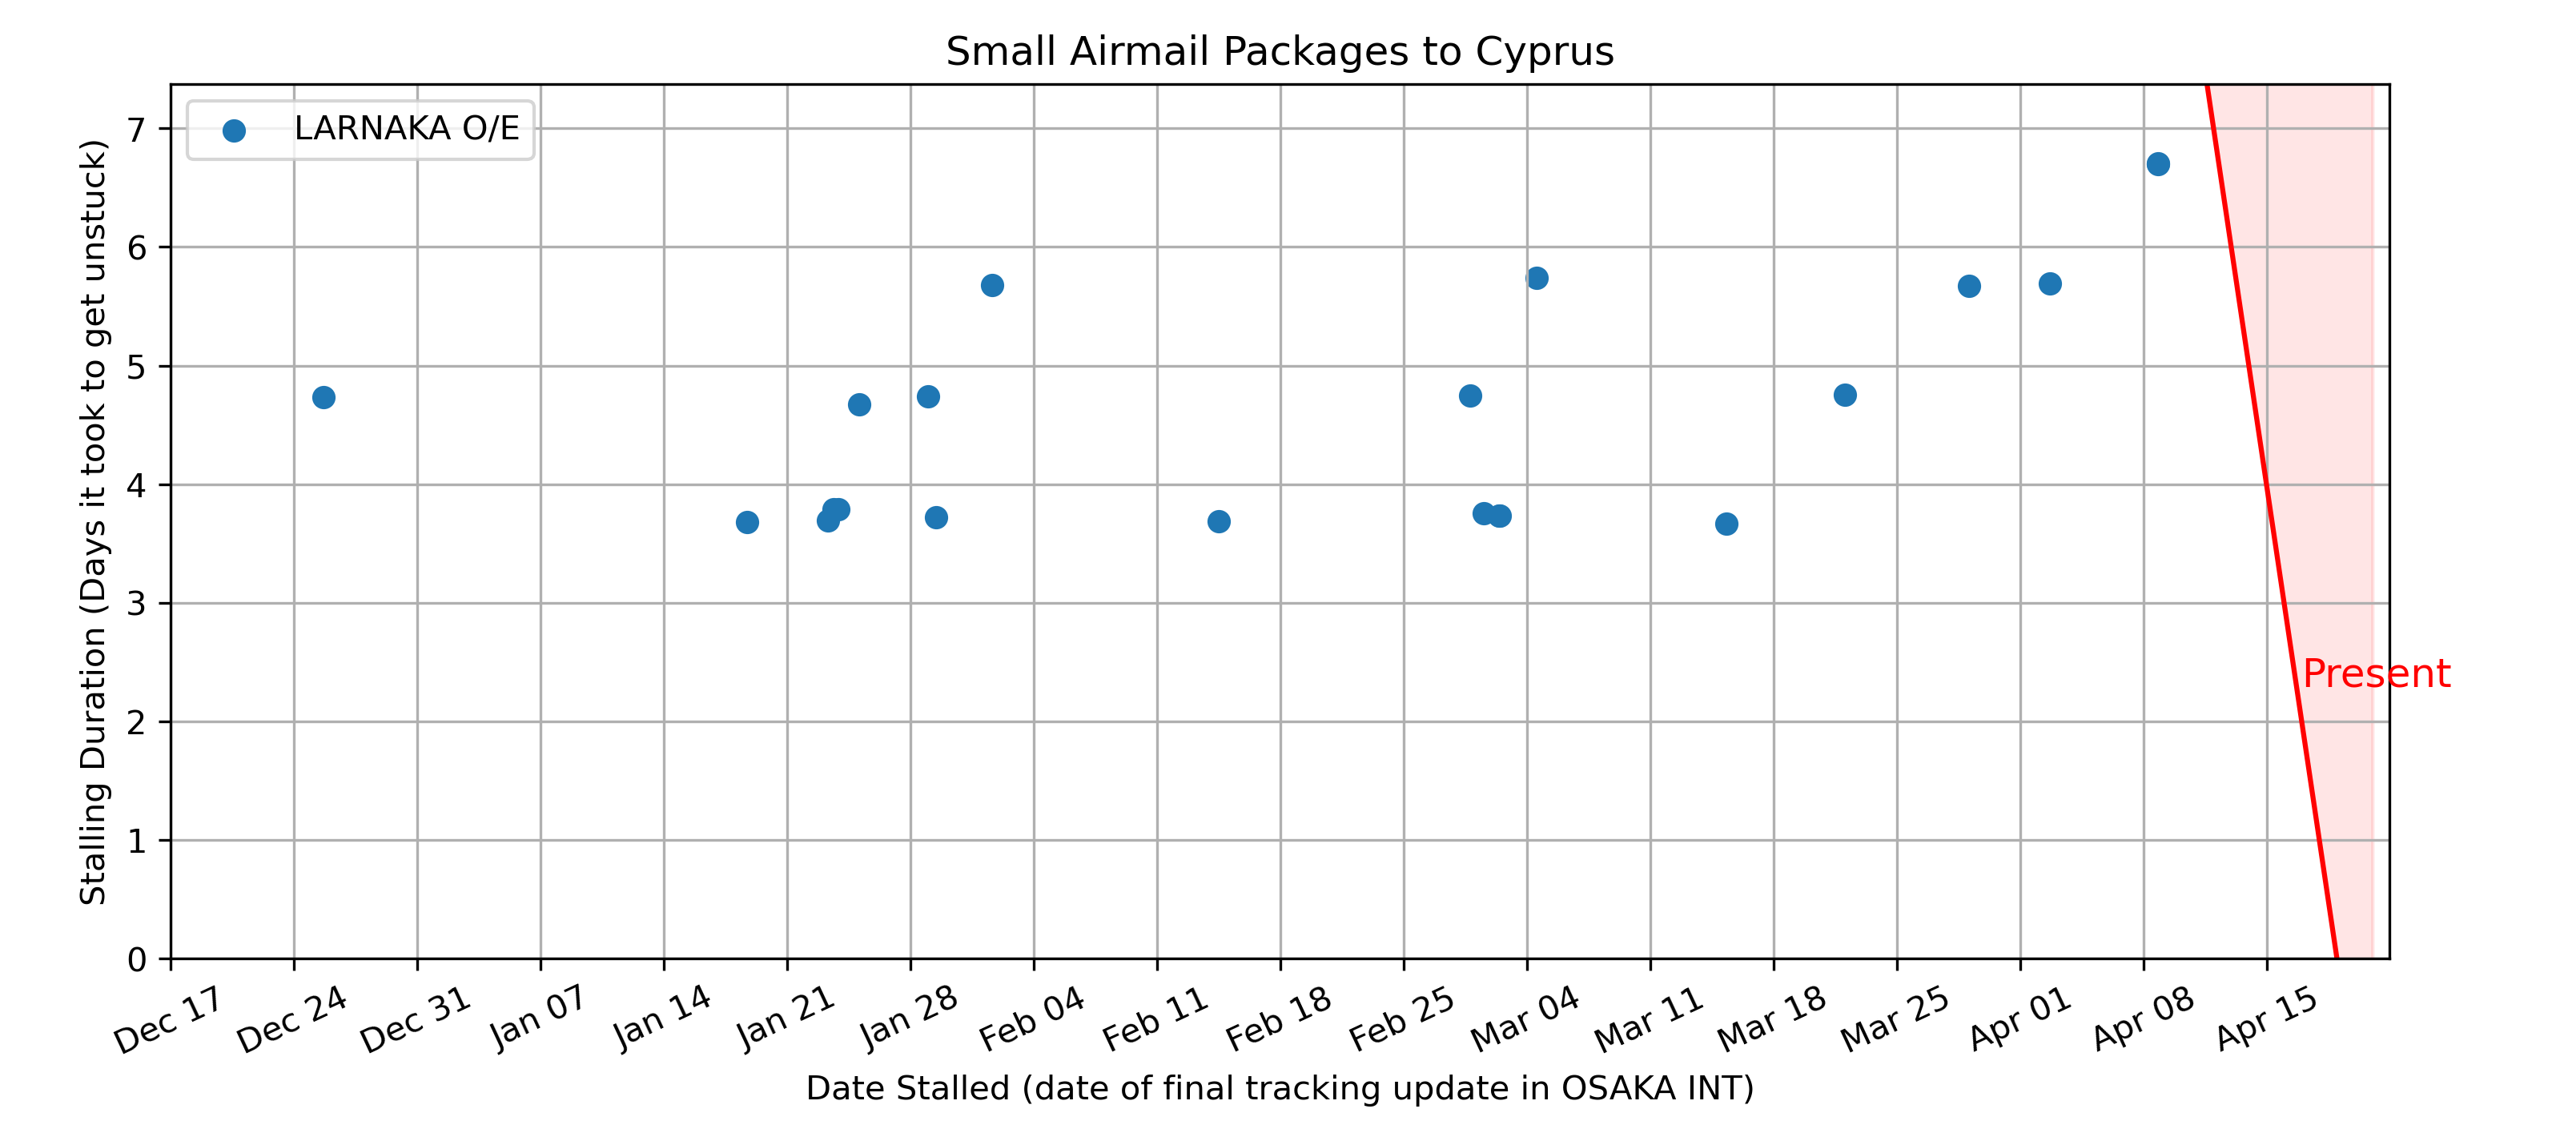 Small Airmail Packages to Cyprus
LARNAKA O/E
Stalling Duration (Days it took to get unstuck)
7
6
5
4
3
2
1
0
Present
Dec 17 Dec 24 Dec 31 Jan 07 Jan 14 Jan 21 Jan 28 Feb 04 Feb 11 Feb 18 Feb 25 Mar 04 Mar 11 Mar 18 Mar 25 Apr 01 Apr 08 Apr 15
Date Stalled (date of final tracking update in OSAKA INT)